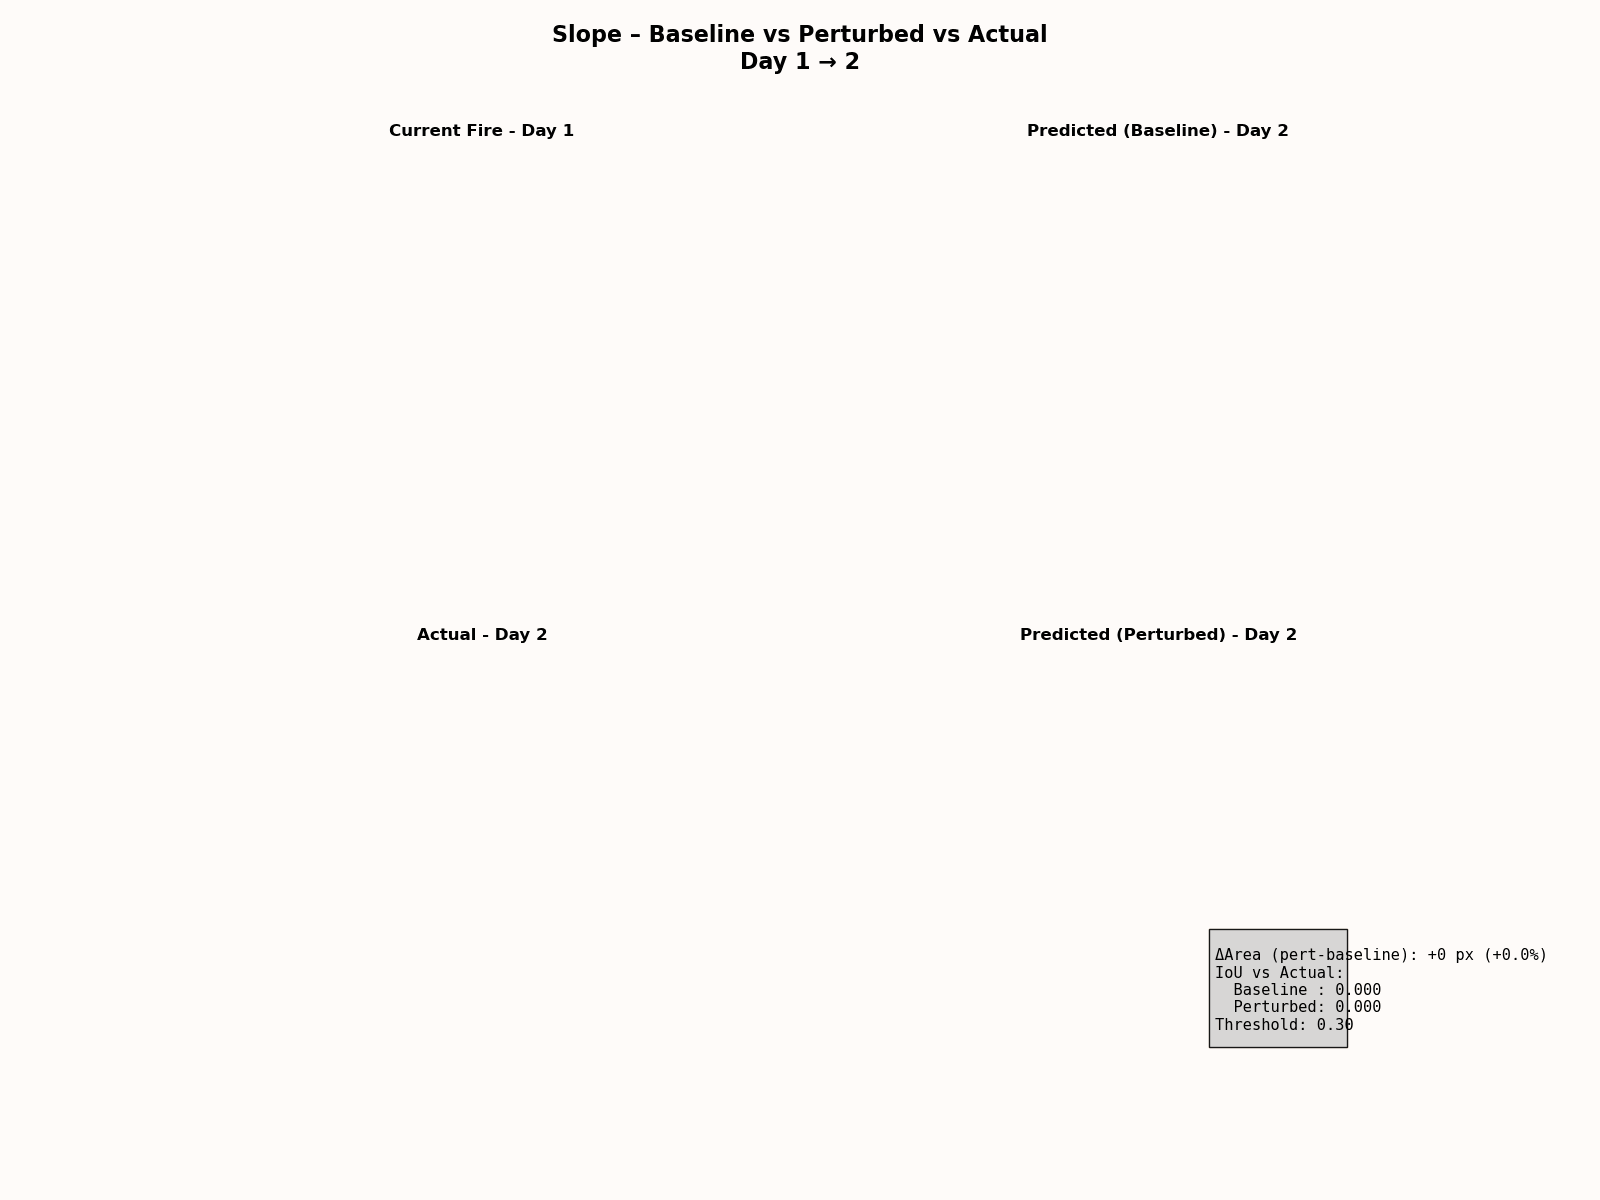 Slope – Baseline vs Perturbed vs Actual
Day 1 → 2
Current Fire - Day 1
Predicted (Baseline) - Day 2
Actual - Day 2
Predicted (Perturbed) - Day 2
ΔArea (pert-baseline): +0 px (+0.0%)
IoU vs Actual:
  Baseline : 0.000
  Perturbed: 0.000
Threshold: 0.30